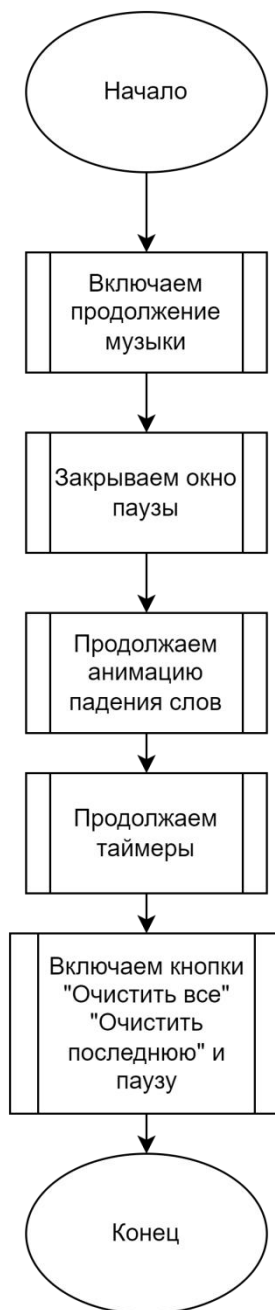 Начало
Включаем
продолжение
музыки
Закрываем окно
паузы
Продолжаем
анимацию
падения слов
Продолжаем
таймеры
Включаем кнопки
"Очистить все"
"Очистить
последнюю" и
паузу
Конец